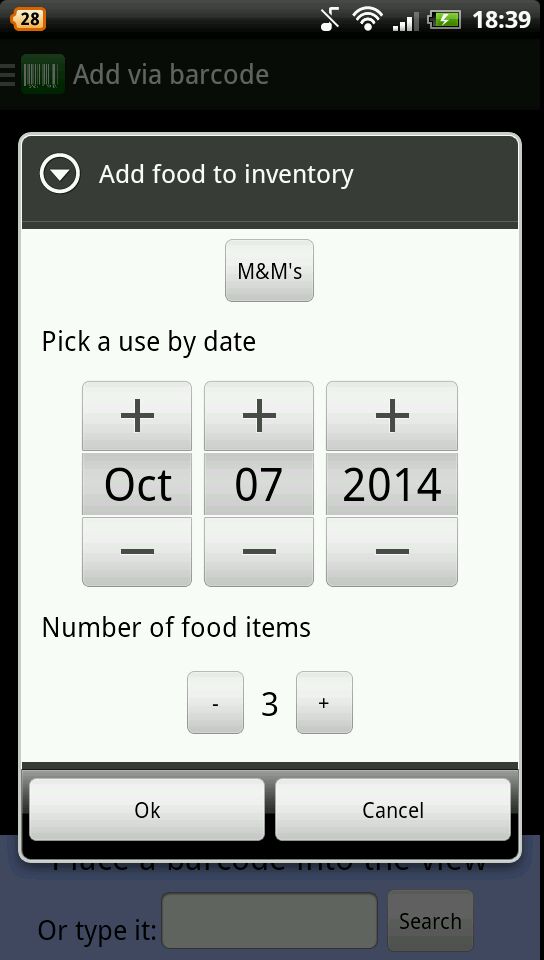 28 18:39
Add via barcode
Add food to inventory
M&M's
Pick a use by date
+ + +
Oct 07 2014
− − −
Number of food items
- 3 +
Ok Cancel
Place a barcode into the view
Or type it: Search